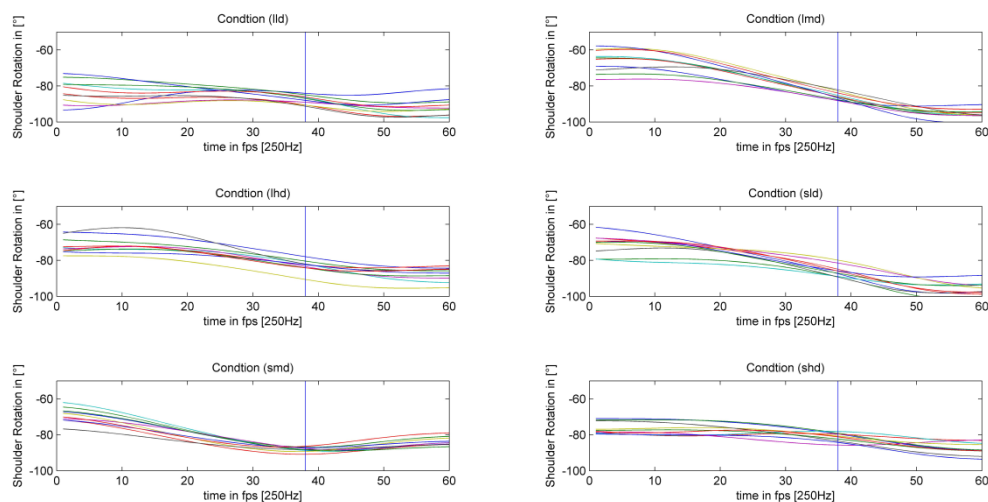 Condtion (lld)
Shoulder Rotation in [°]
-60
-80
-100
0 10 20 30 40 50 60
time in fps [250Hz]
Condtion (lmd)
Shoulder Rotation in [°]
-60
-80
-100
0 10 20 30 40 50 60
time in fps [250Hz]
Condtion (lhd)
Shoulder Rotation in [°]
-60
-80
-100
0 10 20 30 40 50 60
time in fps [250Hz]
Condtion (sld)
Shoulder Rotation in [°]
-60
-80
-100
0 10 20 30 40 50 60
time in fps [250Hz]
Condtion (smd)
Shoulder Rotation in [°]
-60
-80
-100
0 10 20 30 40 50 60
time in fps [250Hz]
Condtion (shd)
Shoulder Rotation in [°]
-60
-80
-100
0 10 20 30 40 50 60
time in fps [250Hz]